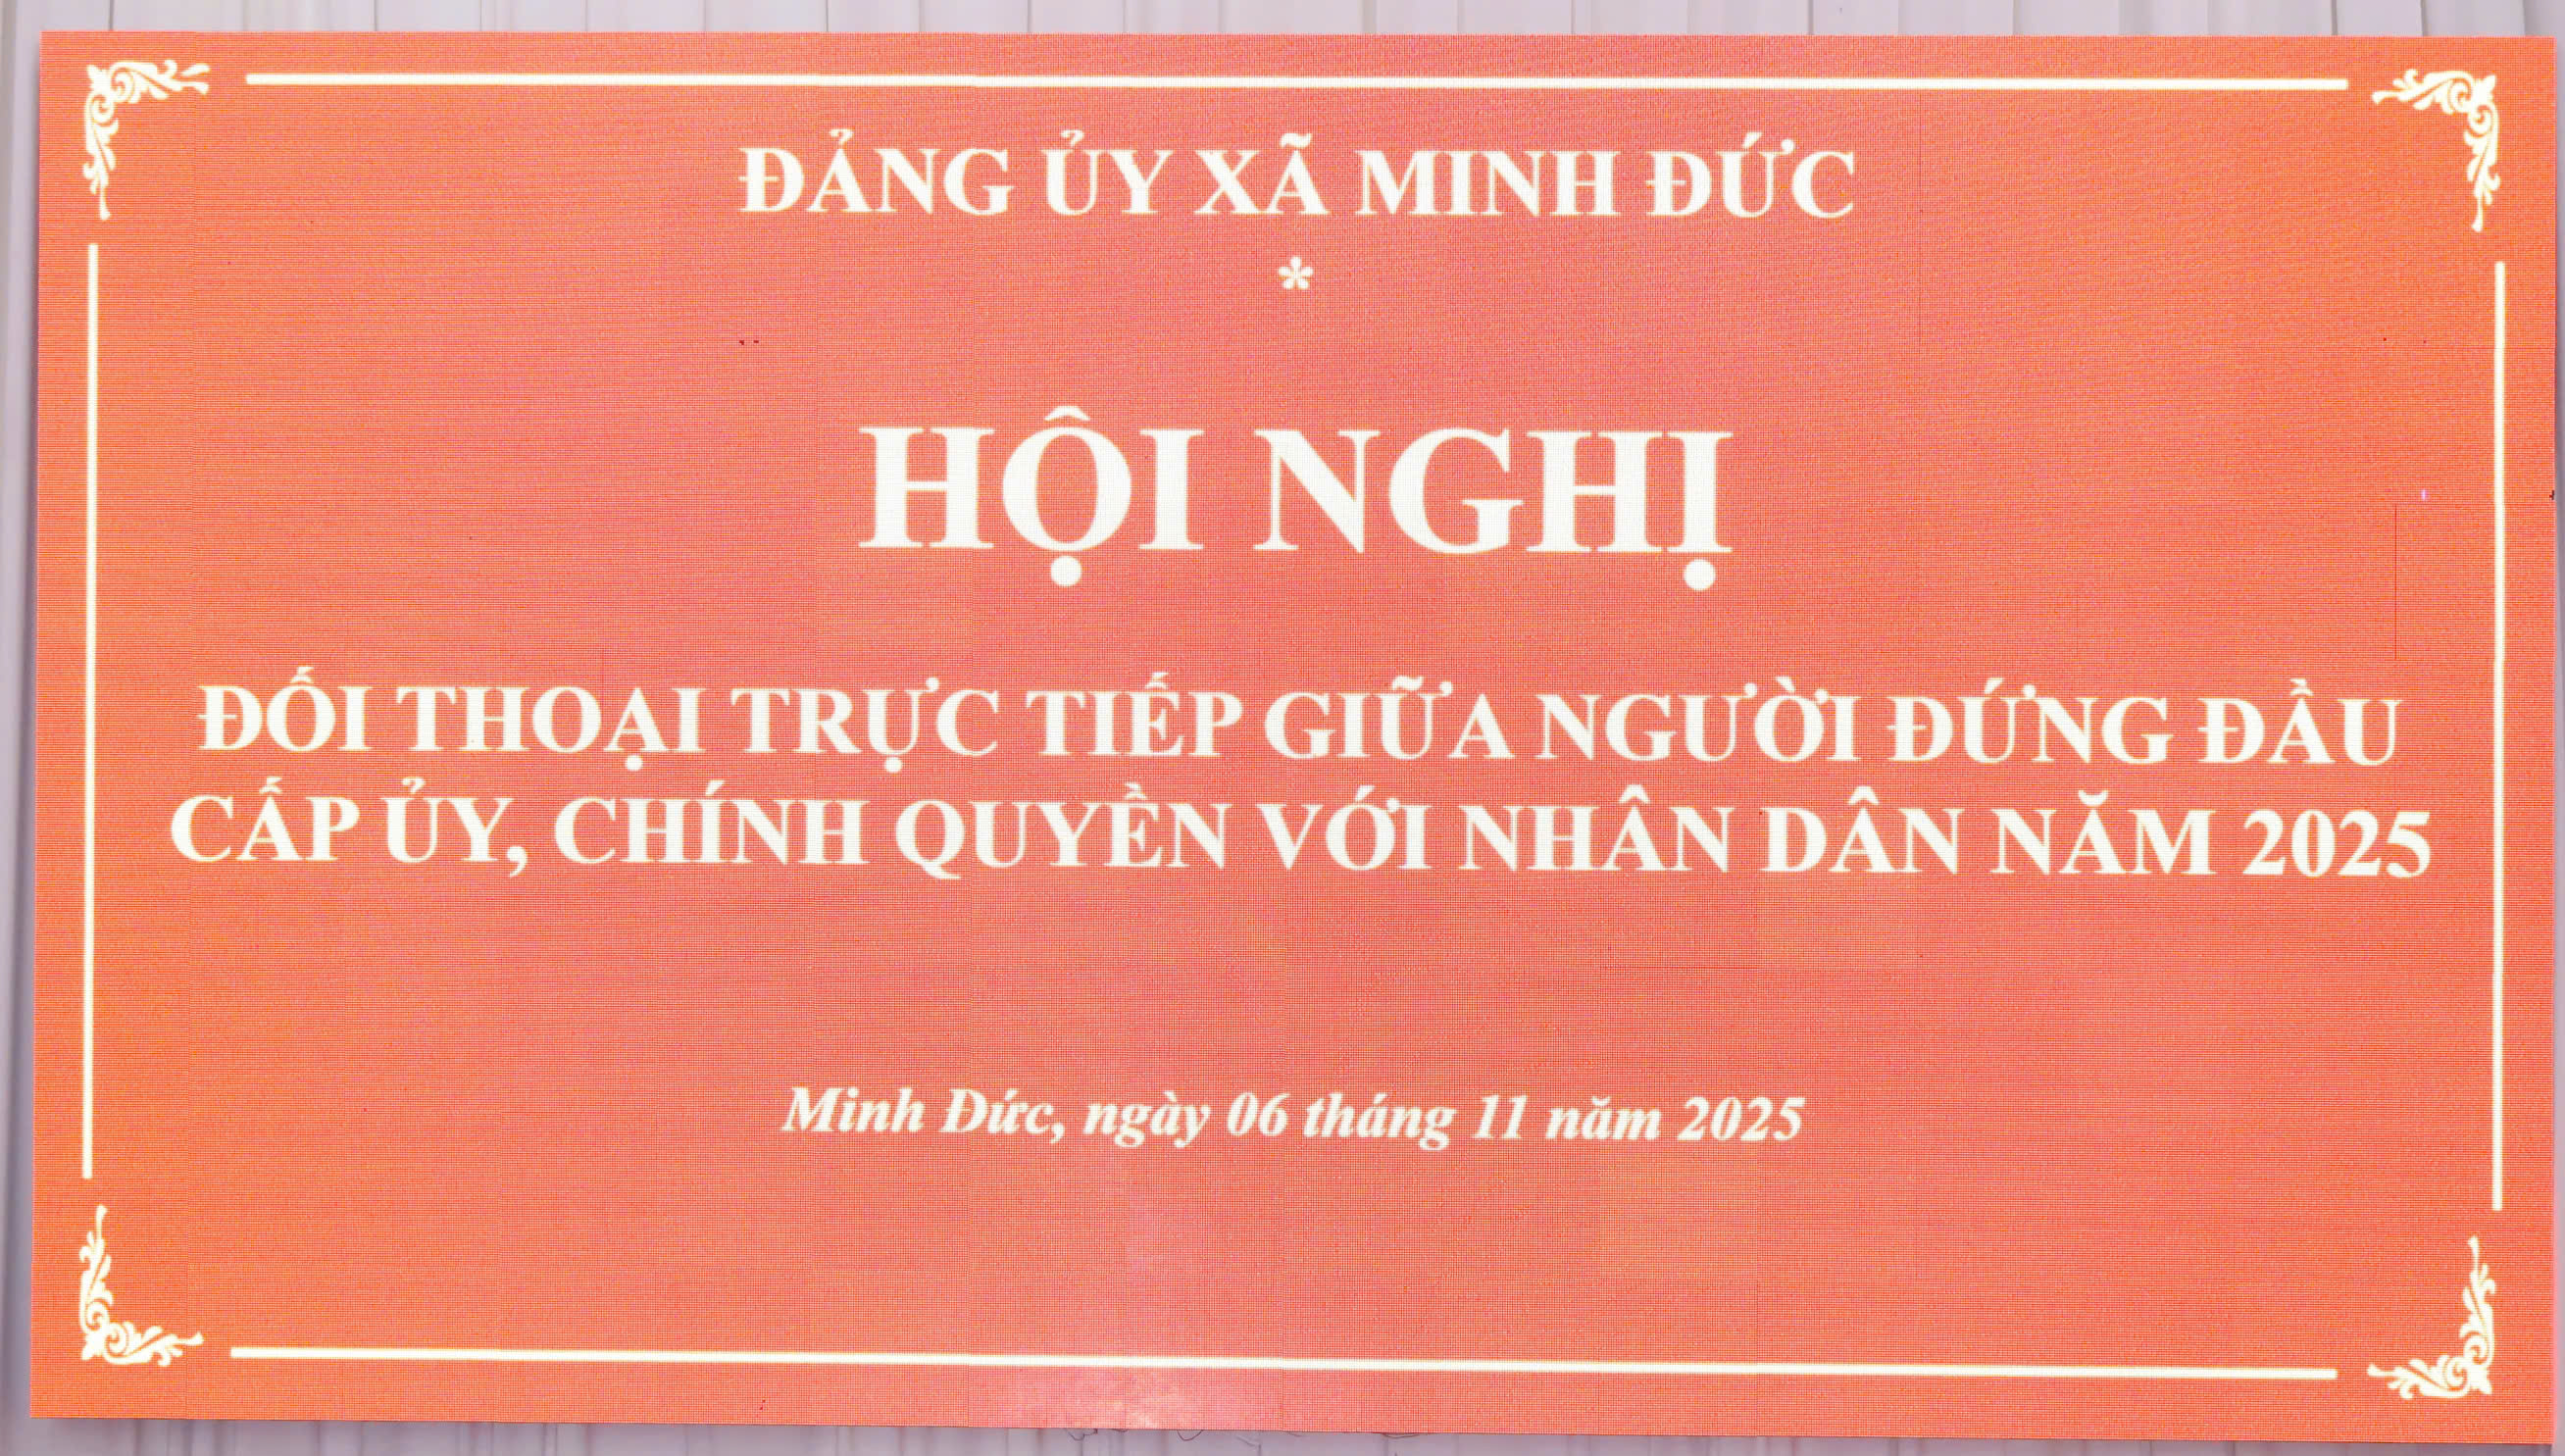 ĐẢNG ỦY XÃ MINH ĐỨC
*
HỘI NGHỊ
ĐỐI THOẠI TRỰC TIẾP GIỮA NGƯỜI ĐỨNG ĐẦU
CẤP ỦY, CHÍNH QUYỀN VỚI NHÂN DÂN NĂM 2025
Minh Đức, ngày 06 tháng 11 năm 2025